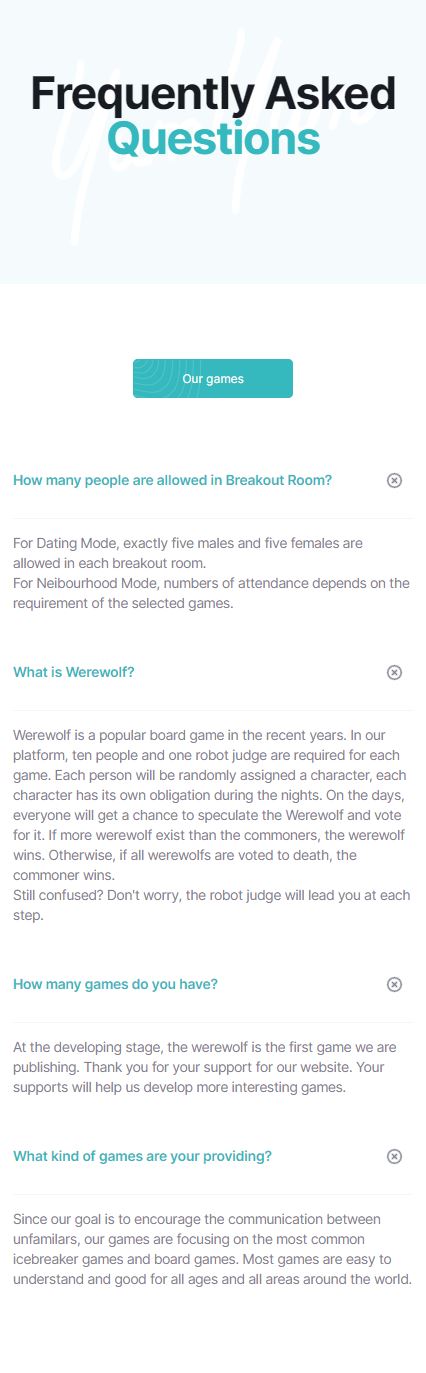 Frequently Asked
Questions
Our games
How many people are allowed in Breakout Room?
For Dating Mode, exactly five males and five females are
allowed in each breakout room.
For Neibourhood Mode, numbers of attendance depends on the
requirement of the selected games.
What is Werewolf?
Werewolf is a popular board game in the recent years. In our
platform, ten people and one robot judge are required for each
game. Each person will be randomly assigned a character, each
character has its own obligation during the nights. On the days,
everyone will get a chance to speculate the Werewolf and vote
for it. If more werewolf exist than the commoners, the werewolf
wins. Otherwise, if all werewolfs are voted to death, the
commoner wins.
Still confused? Don't worry, the robot judge will lead you at each
step.
How many games do you have?
At the developing stage, the werewolf is the first game we are
publishing. Thank you for your support for our website. Your
supports will help us develop more interesting games.
What kind of games are your providing?
Since our goal is to encourage the communication between
unfamilars, our games are focusing on the most common
icebreaker games and board games. Most games are easy to
understand and good for all ages and all areas around the world.